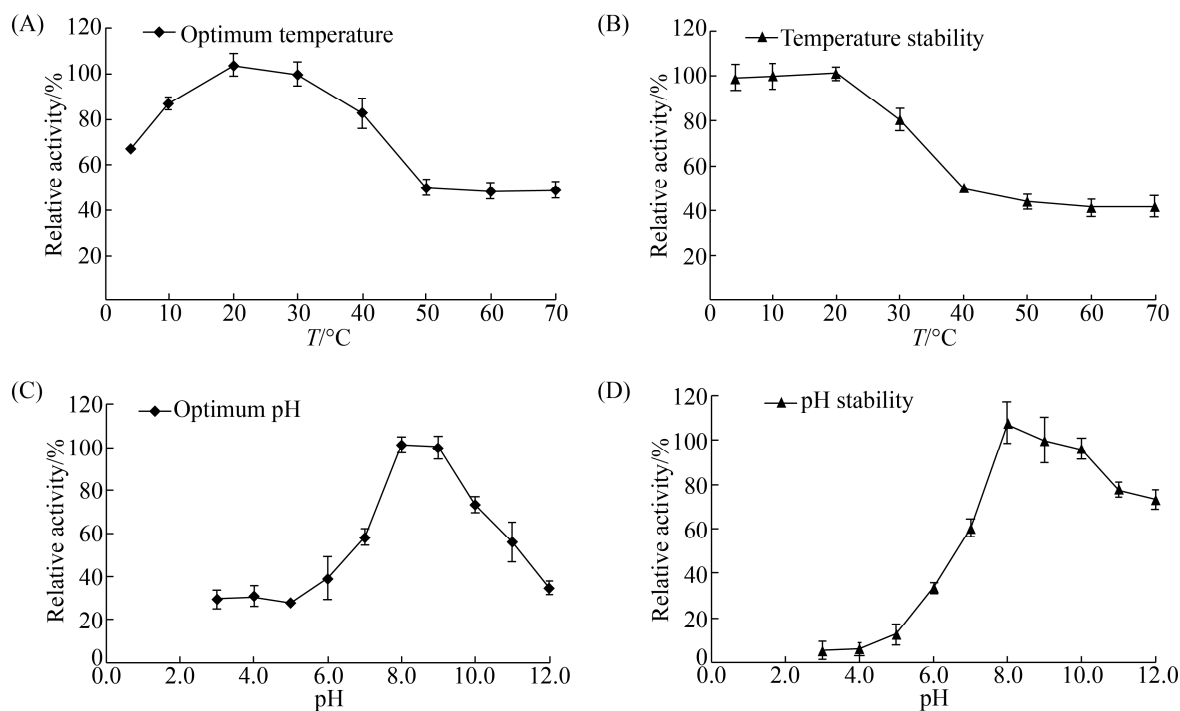 (A)
Optimum temperature
Relative activity/%
120
100
80
60
40
20
0 10 20 30 40 50 60 70
T/°C
(B)
Temperature stability
Relative activity/%
120
100
80
60
40
20
0 10 20 30 40 50 60 70
T/°C
(C)
Optimum pH
Relative activity/%
120
100
80
60
40
20
0
0.0 2.0 4.0 6.0 8.0 10.0 12.0
pH
(D)
pH stability
Relative activity/%
120
100
80
60
40
20
0
0.0 2.0 4.0 6.0 8.0 10.0 12.0
pH